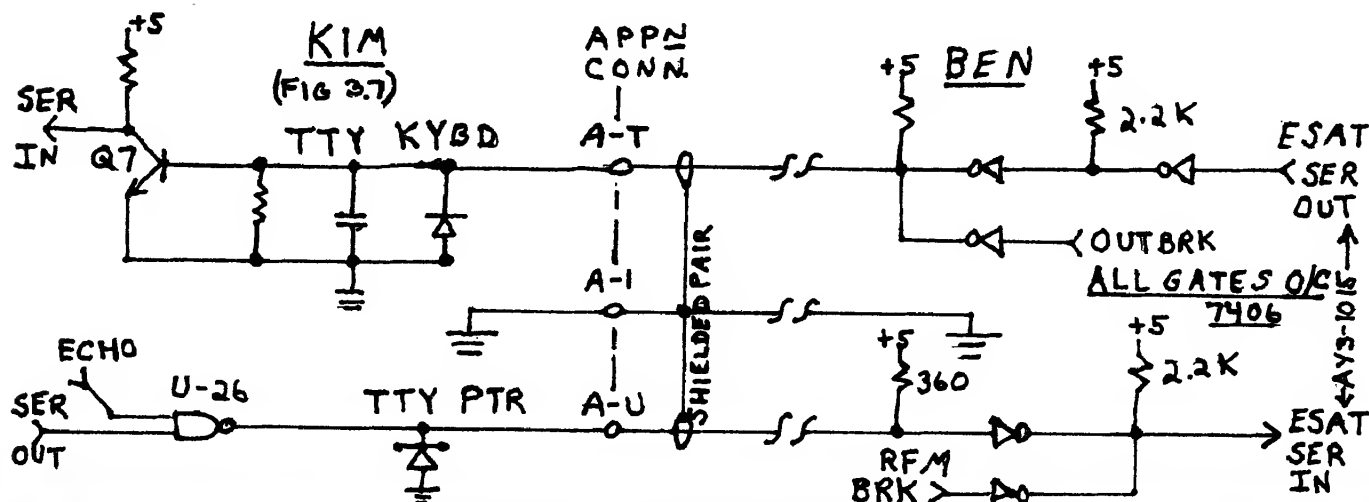 +5
KIM
(FIG 3.7)
APPN
CONN.
+5
BEN
+5
2.2K
SER
IN
Q7
TTY KYBD
A-T
ESAT
SER
OUT
OUTBRK
ALL GATES O/C
7406
A-1
SHIELDED PAIR
AY3-1015
ECHO
U-26
SER
OUT
TTY PTR
A-U
+5
360
+5
2.2K
RFM
BRK
ESAT
SER
IN